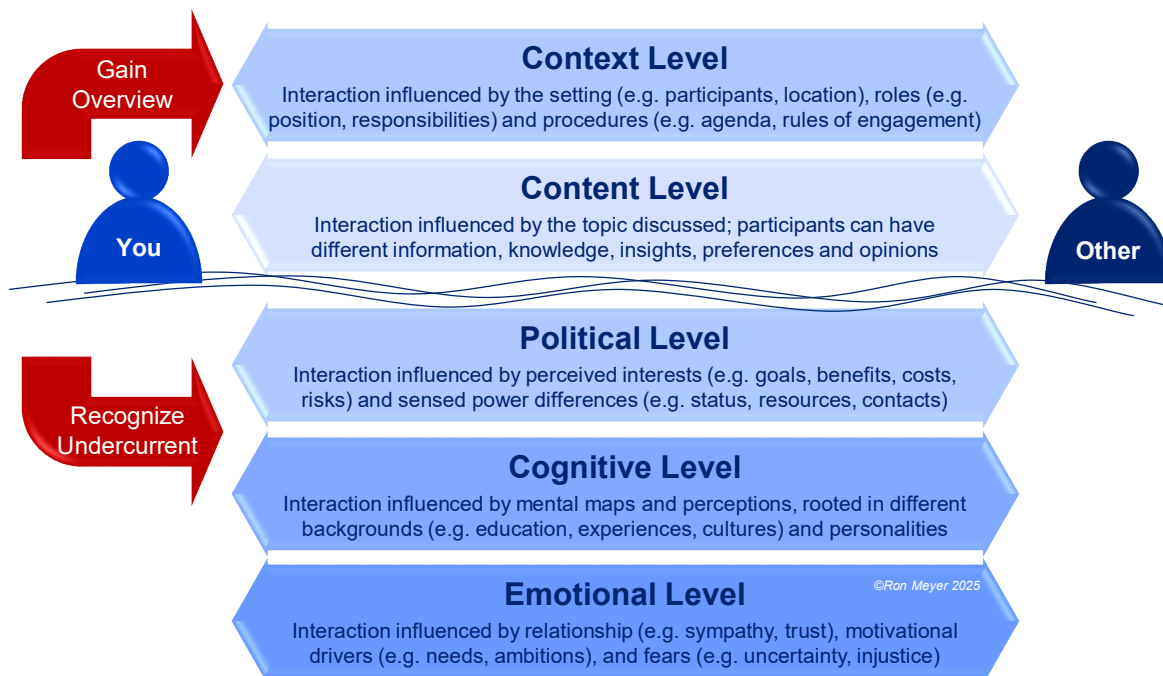 Gain
Overview
Context Level
Interaction influenced by the setting (e.g. participants, location), roles (e.g.
position, responsibilities) and procedures (e.g. agenda, rules of engagement)
Content Level
Interaction influenced by the topic discussed; participants can have
different information, knowledge, insights, preferences and opinions
You
Other
Political Level
Interaction influenced by perceived interests (e.g. goals, benefits, costs,
risks) and sensed power differences (e.g. status, resources, contacts)
Recognize
Undercurrent
Cognitive Level
Interaction influenced by mental maps and perceptions, rooted in different
backgrounds (e.g. education, experiences, cultures) and personalities
Emotional Level
©Ron Meyer 2025
Interaction influenced by relationship (e.g. sympathy, trust), motivational
drivers (e.g. needs, ambitions), and fears (e.g. uncertainty, injustice)